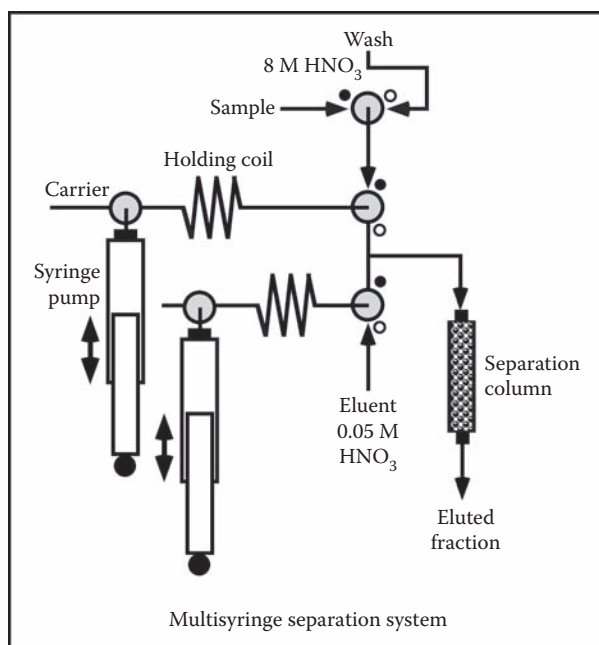 Wash
8 M HNO₃
Sample
Holding coil
Carrier
Syringe
pump
Separation
column
Eluent
0.05 M
HNO₃
Eluted
fraction
Multisyringe separation system